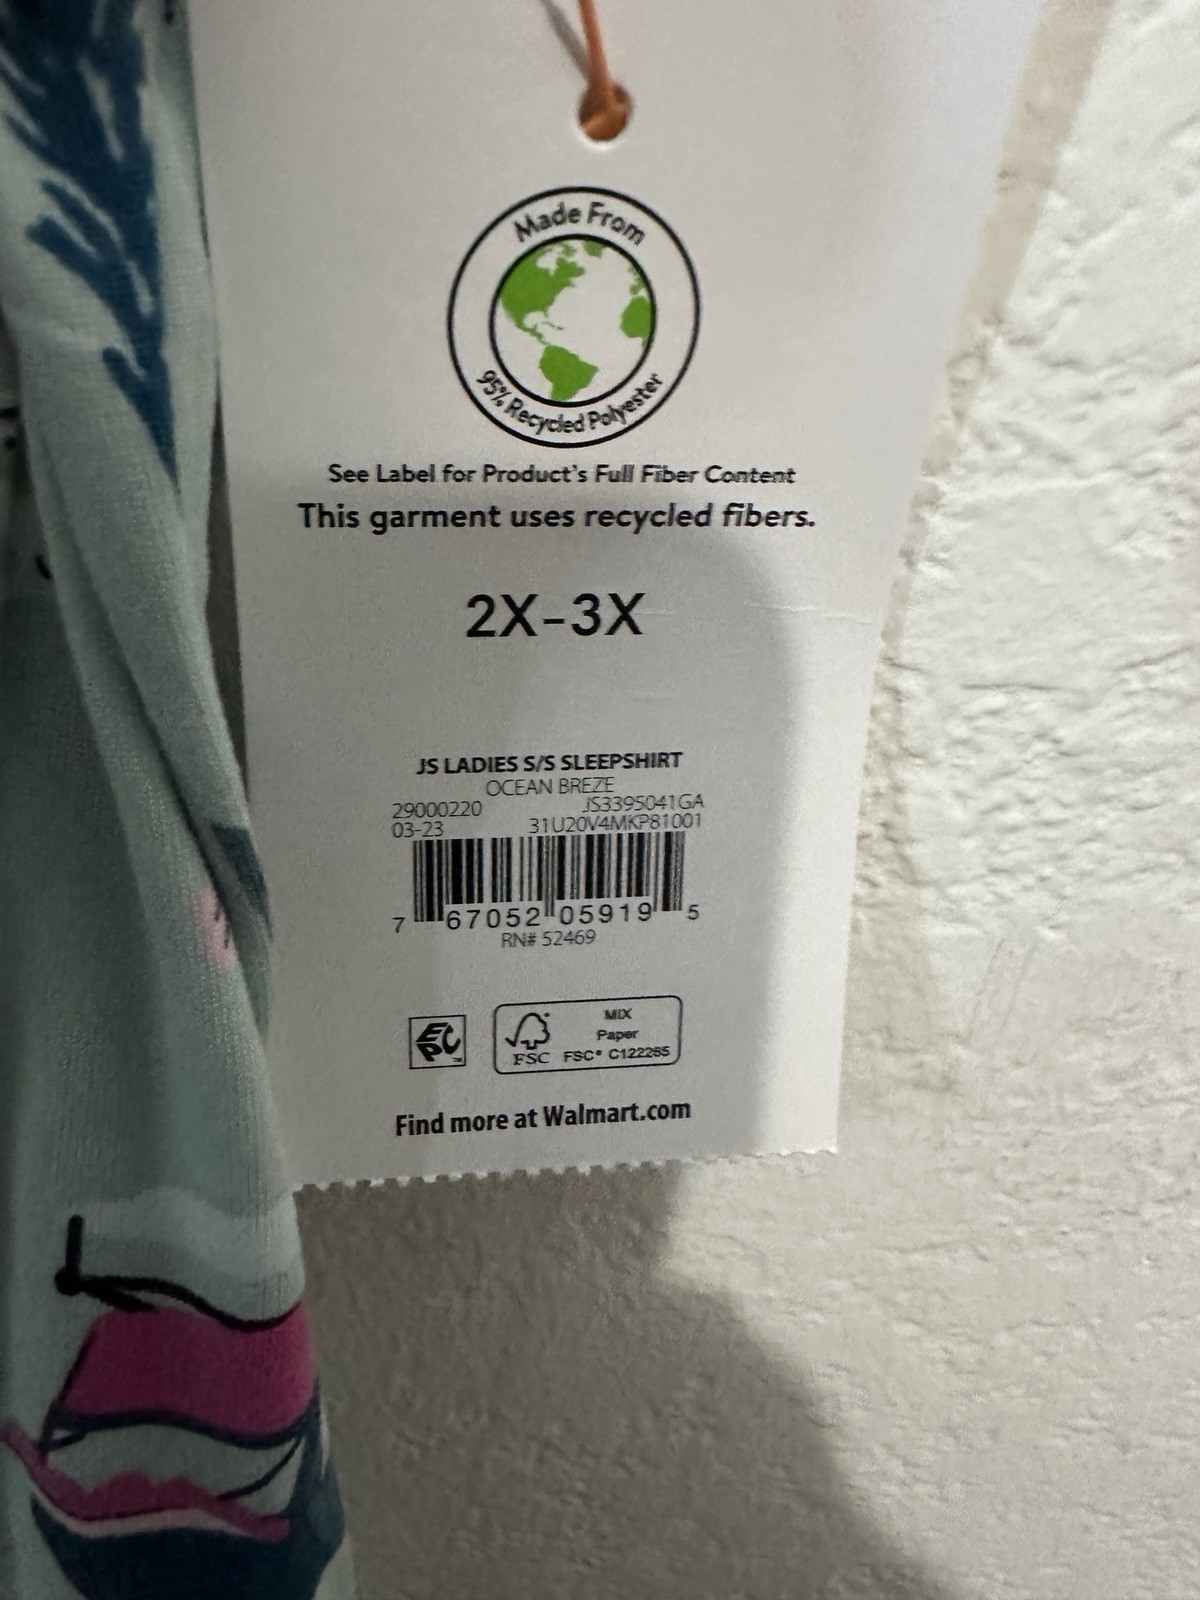 Made From
95% Recycled Polyester
See Label for Product's Full Fiber Content
This garment uses recycled fibers.
2X-3X
JS LADIES S/S SLEEPSHIRT
OCEAN BREZE
29000220 JS3395041GA
03-23 31U20V4MKP81001
7 67052 05919 5
RN# 52469
EPC™
FSC MIX
Paper
FSC® C122265
Find more at Walmart.com